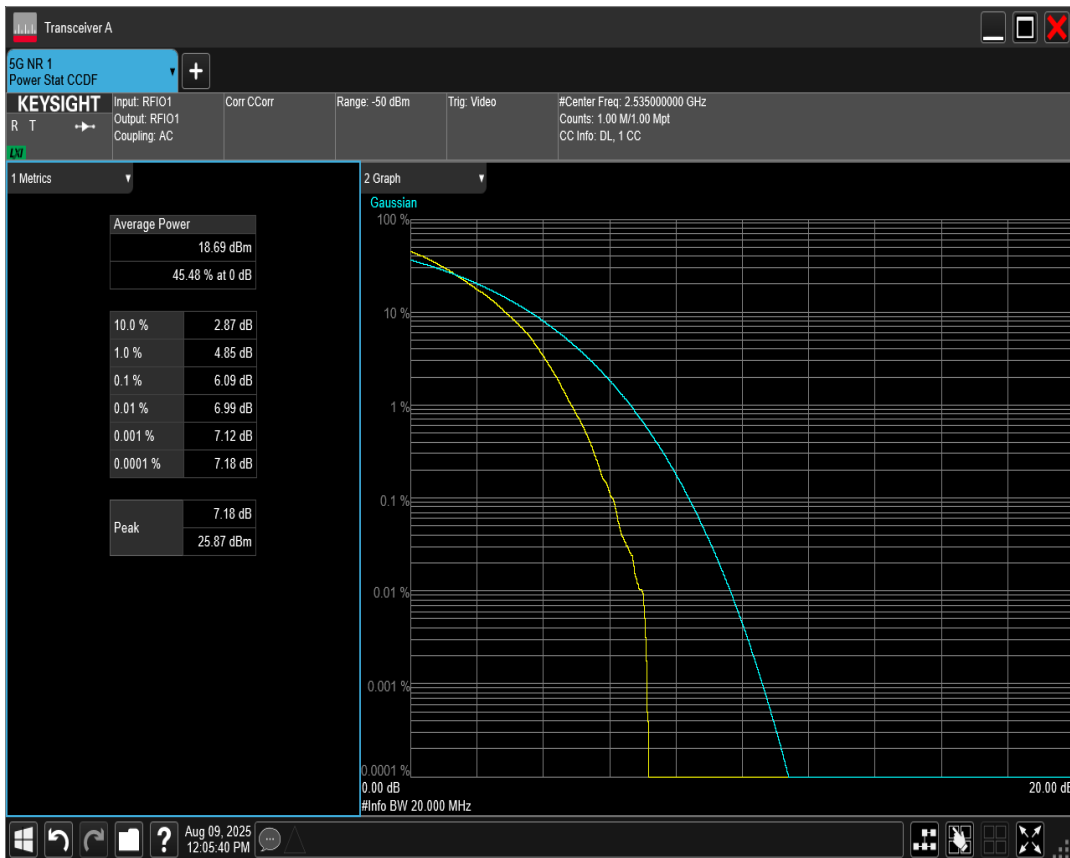 Transceiver A
5G NR 1
Power Stat CCDF
KEYSIGHT
R T
LXI
Input: RFIO1
Output: RFIO1
Coupling: AC
Corr CCorr
Range: -50 dBm
Trig: Video
#Center Freq: 2.535000000 GHz
Counts: 1.00 M/1.00 Mpt
CC Info: DL, 1 CC
1 Metrics
Average Power
18.69 dBm
45.48 % at 0 dB
10.0 % 2.87 dB
1.0 % 4.85 dB
0.1 % 6.09 dB
0.01 % 6.99 dB
0.001 % 7.12 dB
0.0001 % 7.18 dB
Peak
7.18 dB
25.87 dBm
2 Graph
Gaussian
100 %
10 %
1 %
0.1 %
0.01 %
0.001 %
0.0001 %
0.00 dB 20.00 dB
#Info BW 20.000 MHz
?
Aug 09, 2025
12:05:40 PM